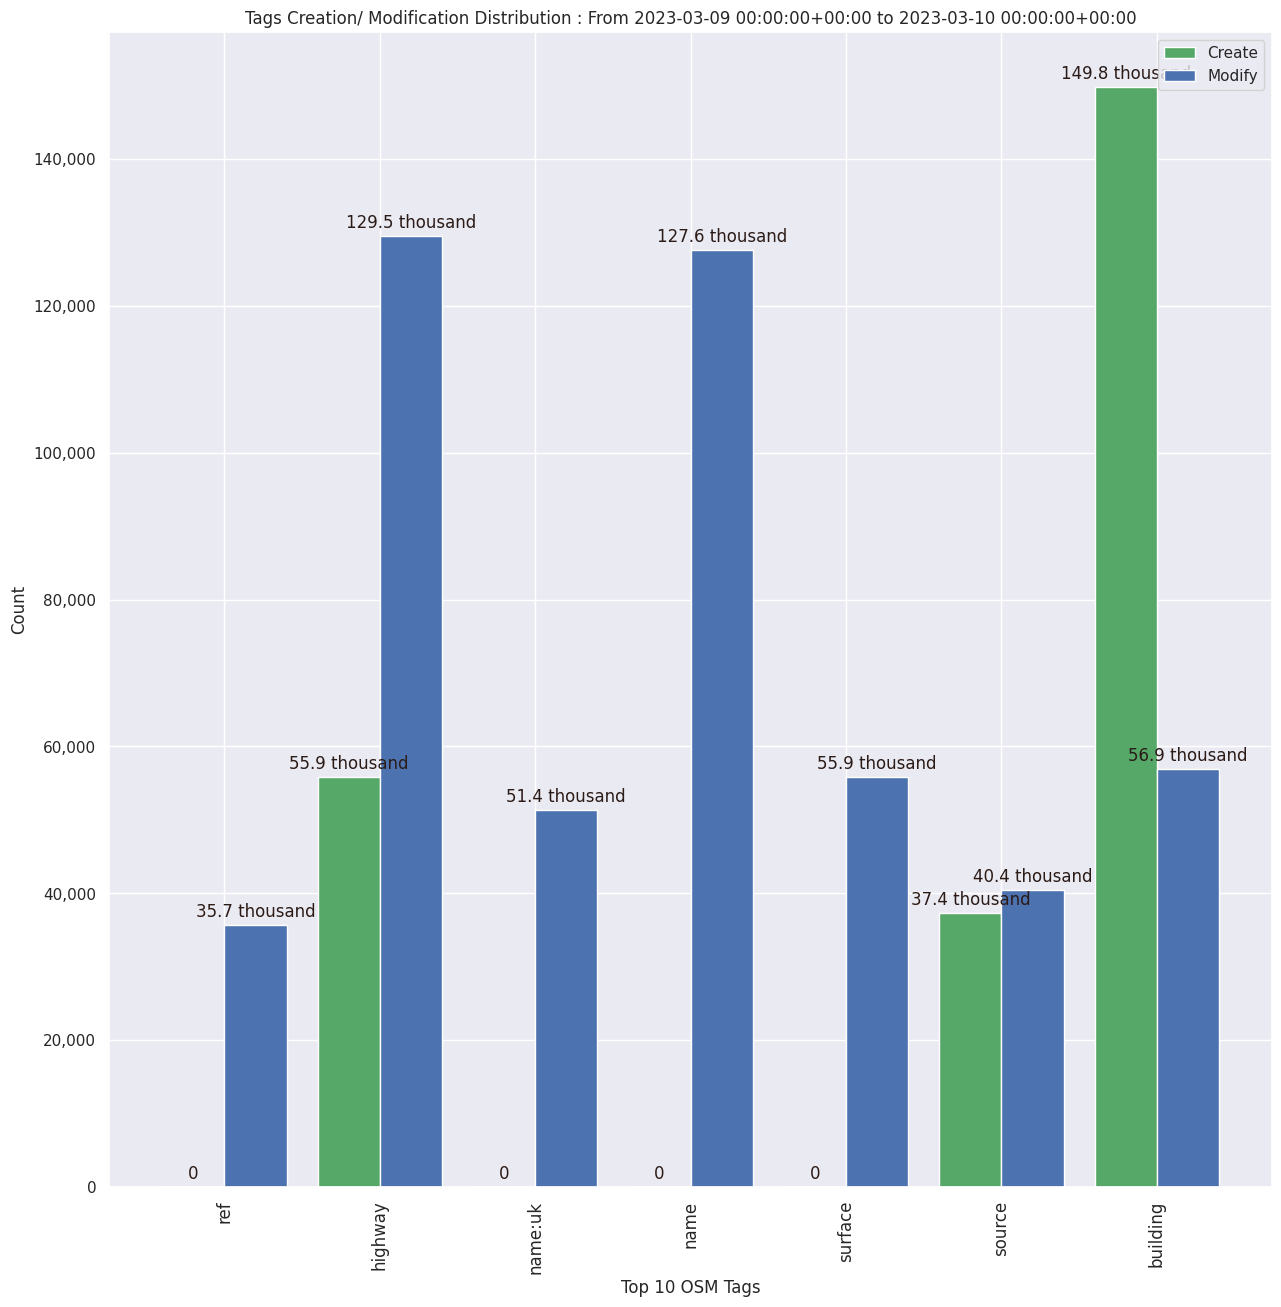 Tags Creation/ Modification Distribution : From 2023-03-09 00:00:00+00:00 to 2023-03-10 00:00:00+00:00
Create
Modify
149.8 thousand
140,000
129.5 thousand
127.6 thousand
120,000
100,000
80,000
Count
60,000
55.9 thousand
51.4 thousand
55.9 thousand
56.9 thousand
40,000
35.7 thousand
37.4 thousand
40.4 thousand
20,000
0
0
0
0
0
ref
highway
name:uk
name
surface
source
building
Top 10 OSM Tags